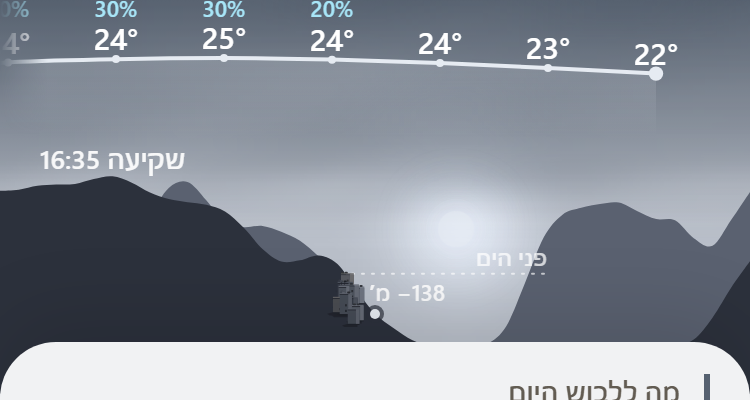 30% 30% 20%
24° 25° 24° 24° 23° 22°
שקיעה 16:35
פני הים
138– מ׳
מה ללבוש היום